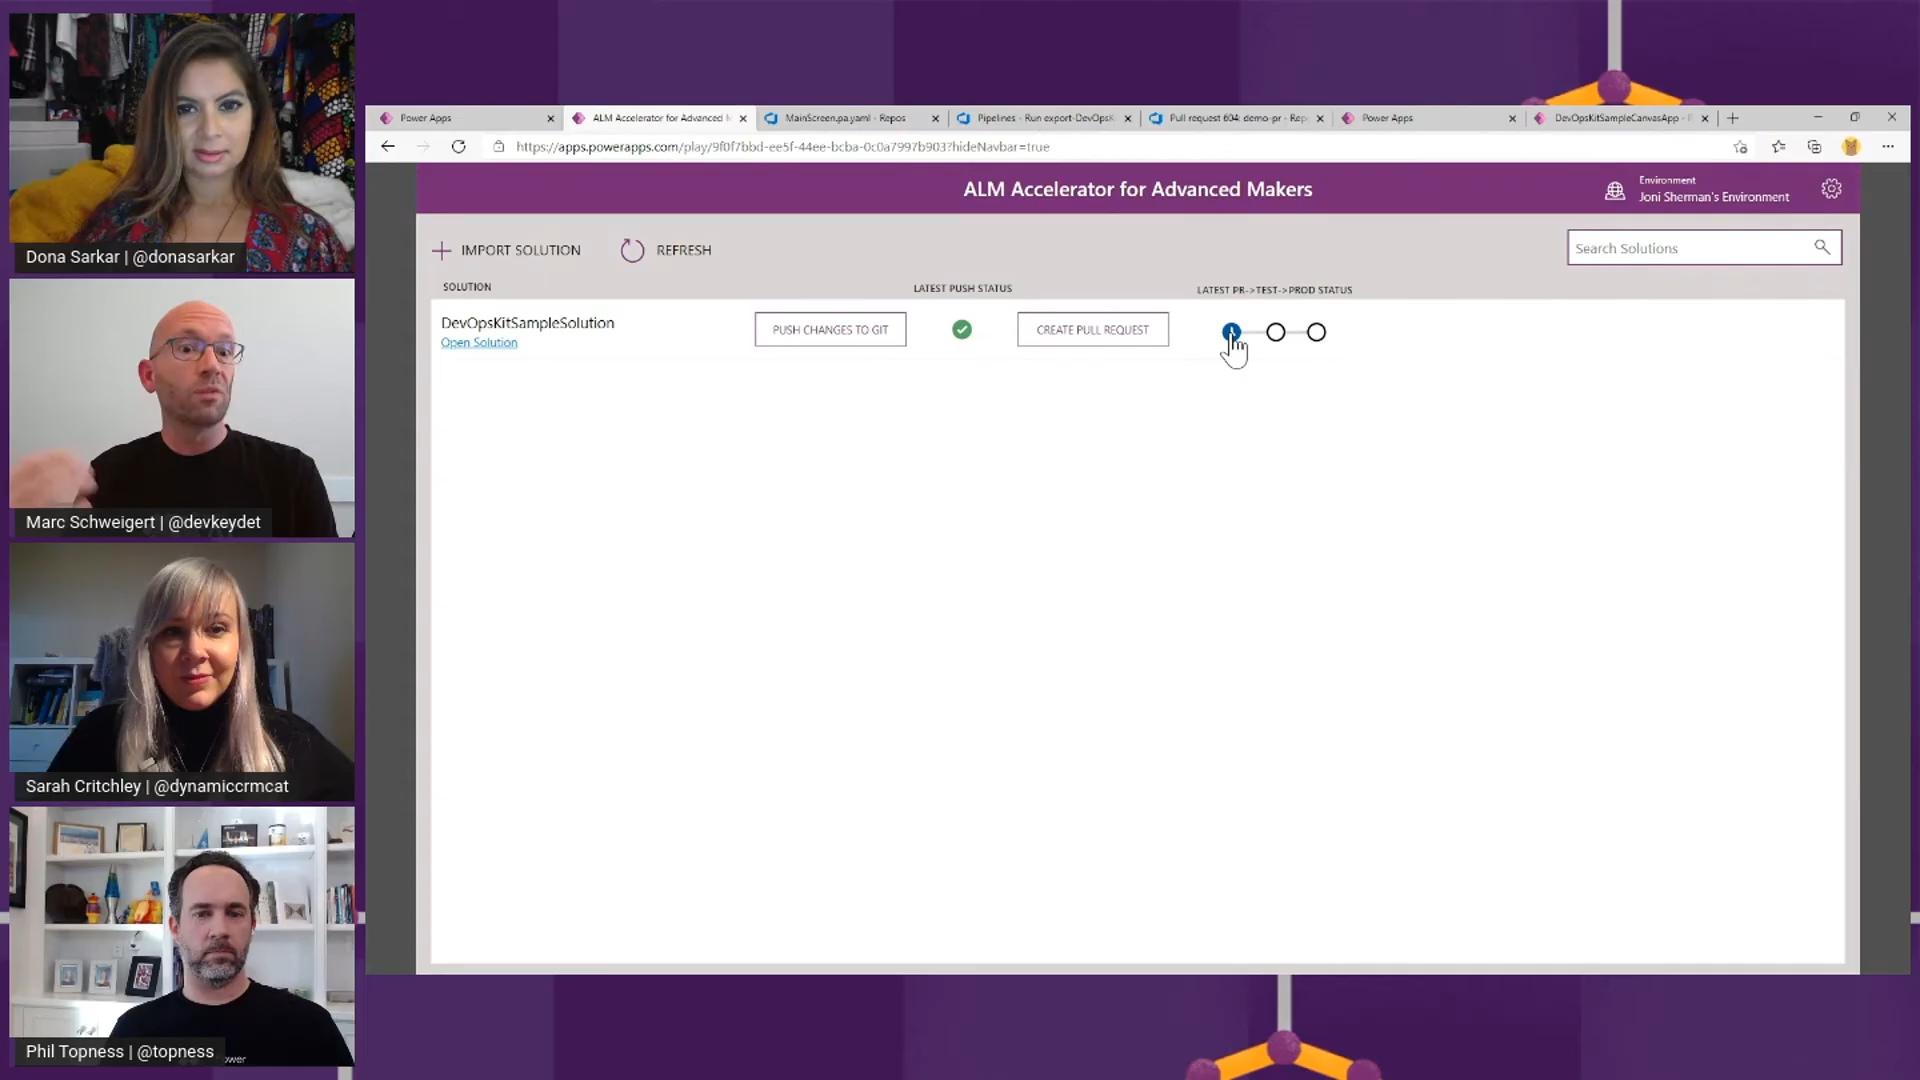 Dona Sarkar | @donasarkar
Marc Schweigert | @devkeydet
Sarah Critchley | @dynamiccrmcat
Phil Topness | @topness
Power Apps
ALM Accelerator for Advanced
MainScreen.pa.yaml - Repos
Pipelines - Run export-DevOpsK
Pull request 604: demo-pr - Rep
Power Apps
DevOpsKitSampleCanvasApp -
https://apps.powerapps.com/play/9f0f7bbd-ee5f-44ee-bcba-0c0a7997b903?hideNavbar=true
ALM Accelerator for Advanced Makers
Environment
Joni Sherman's Environment
IMPORT SOLUTION
REFRESH
Search Solutions
SOLUTION
LATEST PUSH STATUS
LATEST PR->TEST->PROD STATUS
DevOpsKitSampleSolution
Open Solution
PUSH CHANGES TO GIT
CREATE PULL REQUEST